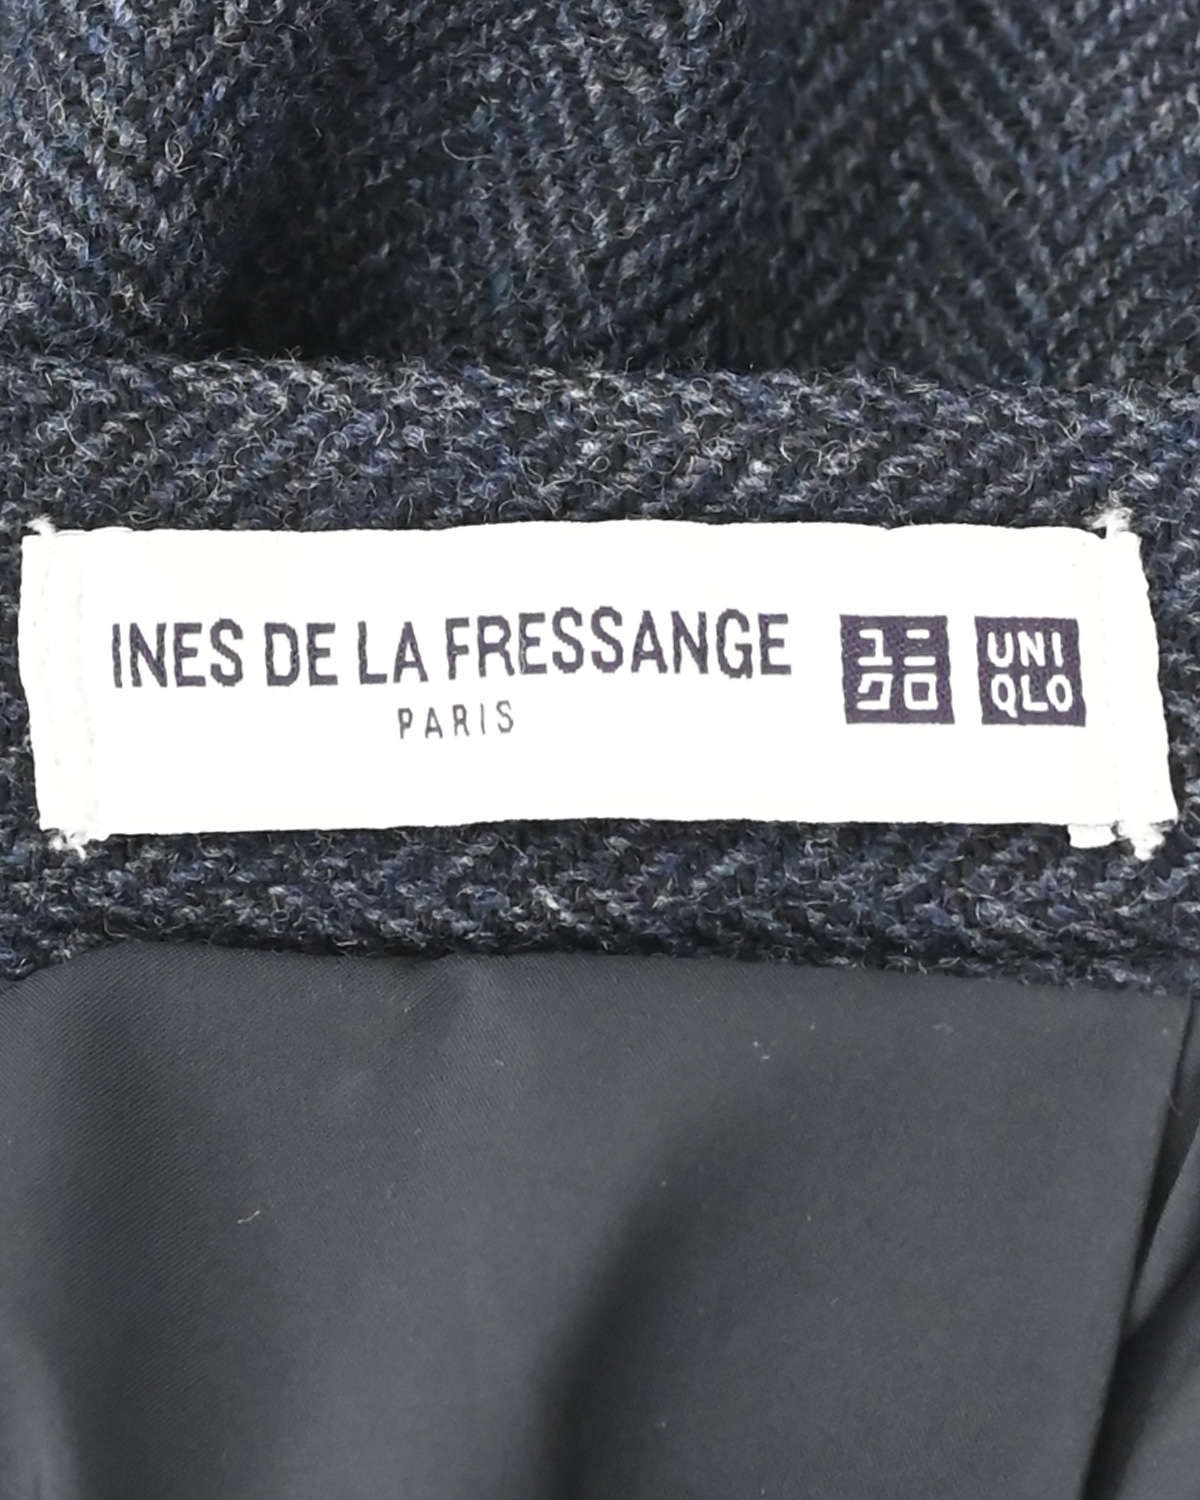 INES DE LA FRESSANGE
PARIS
ユニ
クロ
UNI
QLO